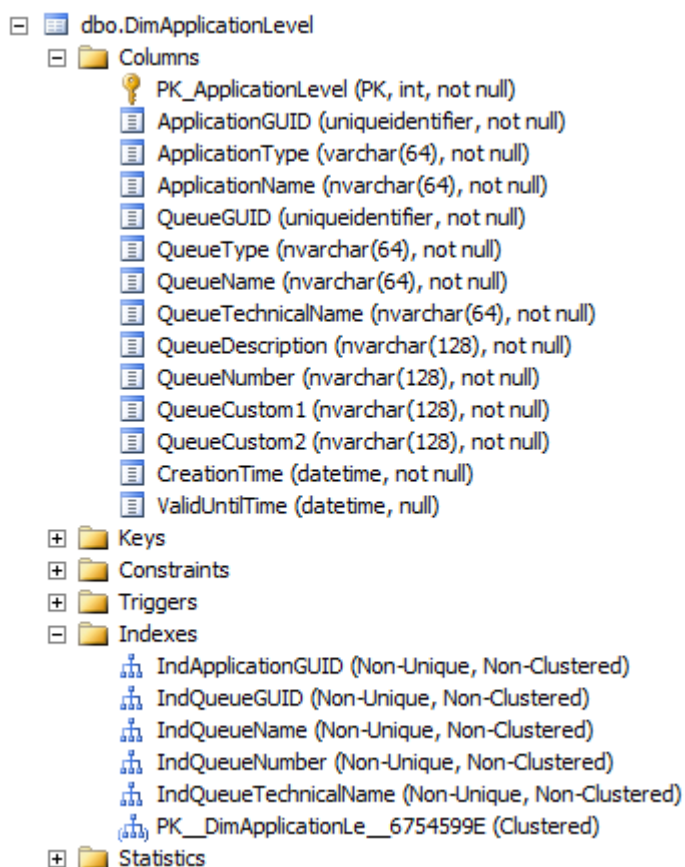 dbo.DimApplicationLevel
Columns
PK_ApplicationLevel (PK, int, not null)
ApplicationGUID (uniqueidentifier, not null)
ApplicationType (varchar(64), not null)
ApplicationName (nvarchar(64), not null)
QueueGUID (uniqueidentifier, not null)
QueueType (nvarchar(64), not null)
QueueName (nvarchar(64), not null)
QueueTechnicalName (nvarchar(64), not null)
QueueDescription (nvarchar(128), not null)
QueueNumber (nvarchar(128), not null)
QueueCustom1 (nvarchar(128), not null)
QueueCustom2 (nvarchar(128), not null)
CreationTime (datetime, not null)
ValidUntilTime (datetime, null)
Keys
Constraints
Triggers
Indexes
IndApplicationGUID (Non-Unique, Non-Clustered)
IndQueueGUID (Non-Unique, Non-Clustered)
IndQueueName (Non-Unique, Non-Clustered)
IndQueueNumber (Non-Unique, Non-Clustered)
IndQueueTechnicalName (Non-Unique, Non-Clustered)
PK__DimApplicationLe__6754599E (Clustered)
Statistics